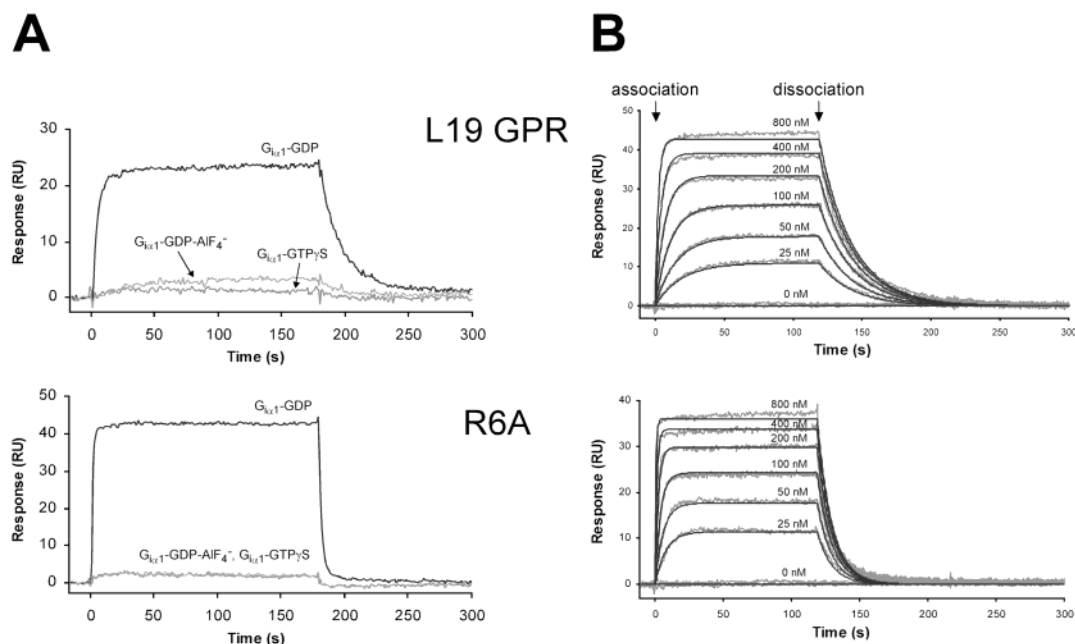 A
B
L19 GPR
Response (RU)
30
20
10
0
Giα1-GDP
Giα1-GDP-AlF4-
Giα1-GTPγS
0 50 100 150 200 250 300
Time (s)
association
dissociation
Response (RU)
50
40
30
20
10
0
800 nM
400 nM
200 nM
100 nM
50 nM
25 nM
0 nM
0 50 100 150 200 250 300
Time (s)
R6A
Response (RU)
50
40
30
20
10
0
Giα1-GDP
Giα1-GDP-AlF4-, Giα1-GTPγS
0 50 100 150 200 250 300
Time (s)
Response (RU)
40
30
20
10
0
800 nM
400 nM
200 nM
100 nM
50 nM
25 nM
0 nM
0 50 100 150 200 250 300
Time (s)